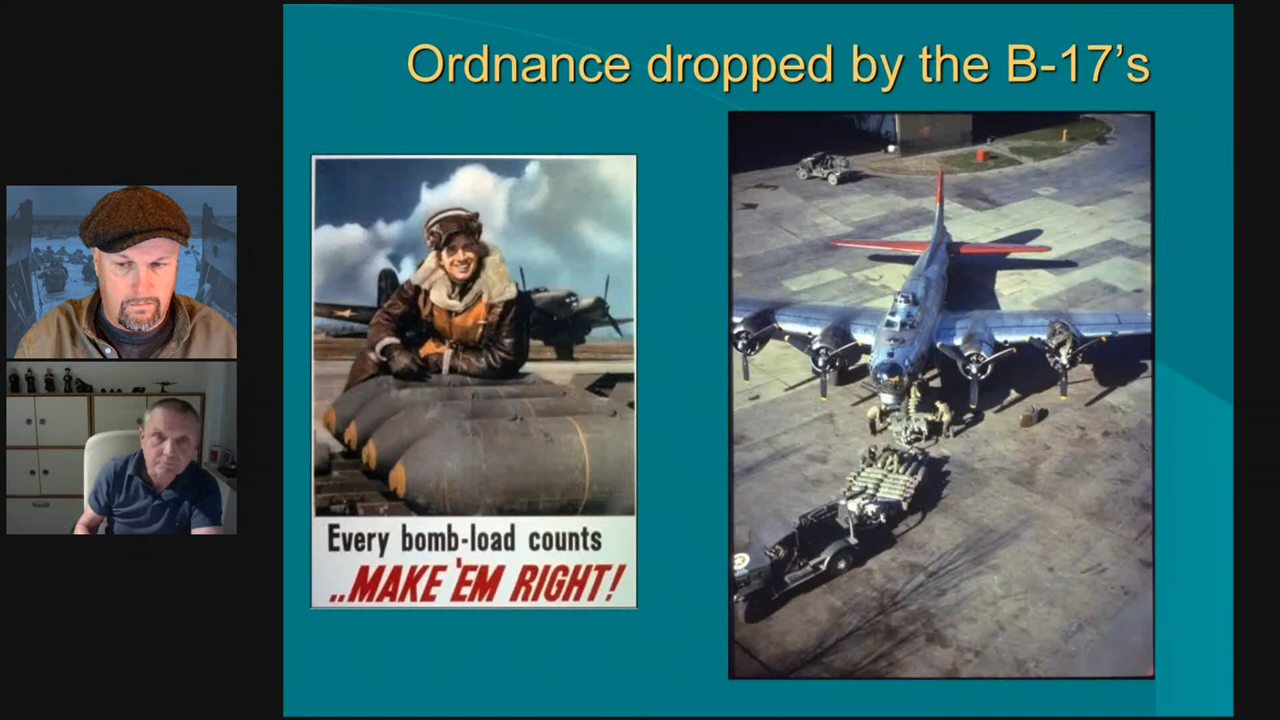 Ordnance dropped by the B-17's
Every bomb-load counts
..MAKE 'EM RIGHT!